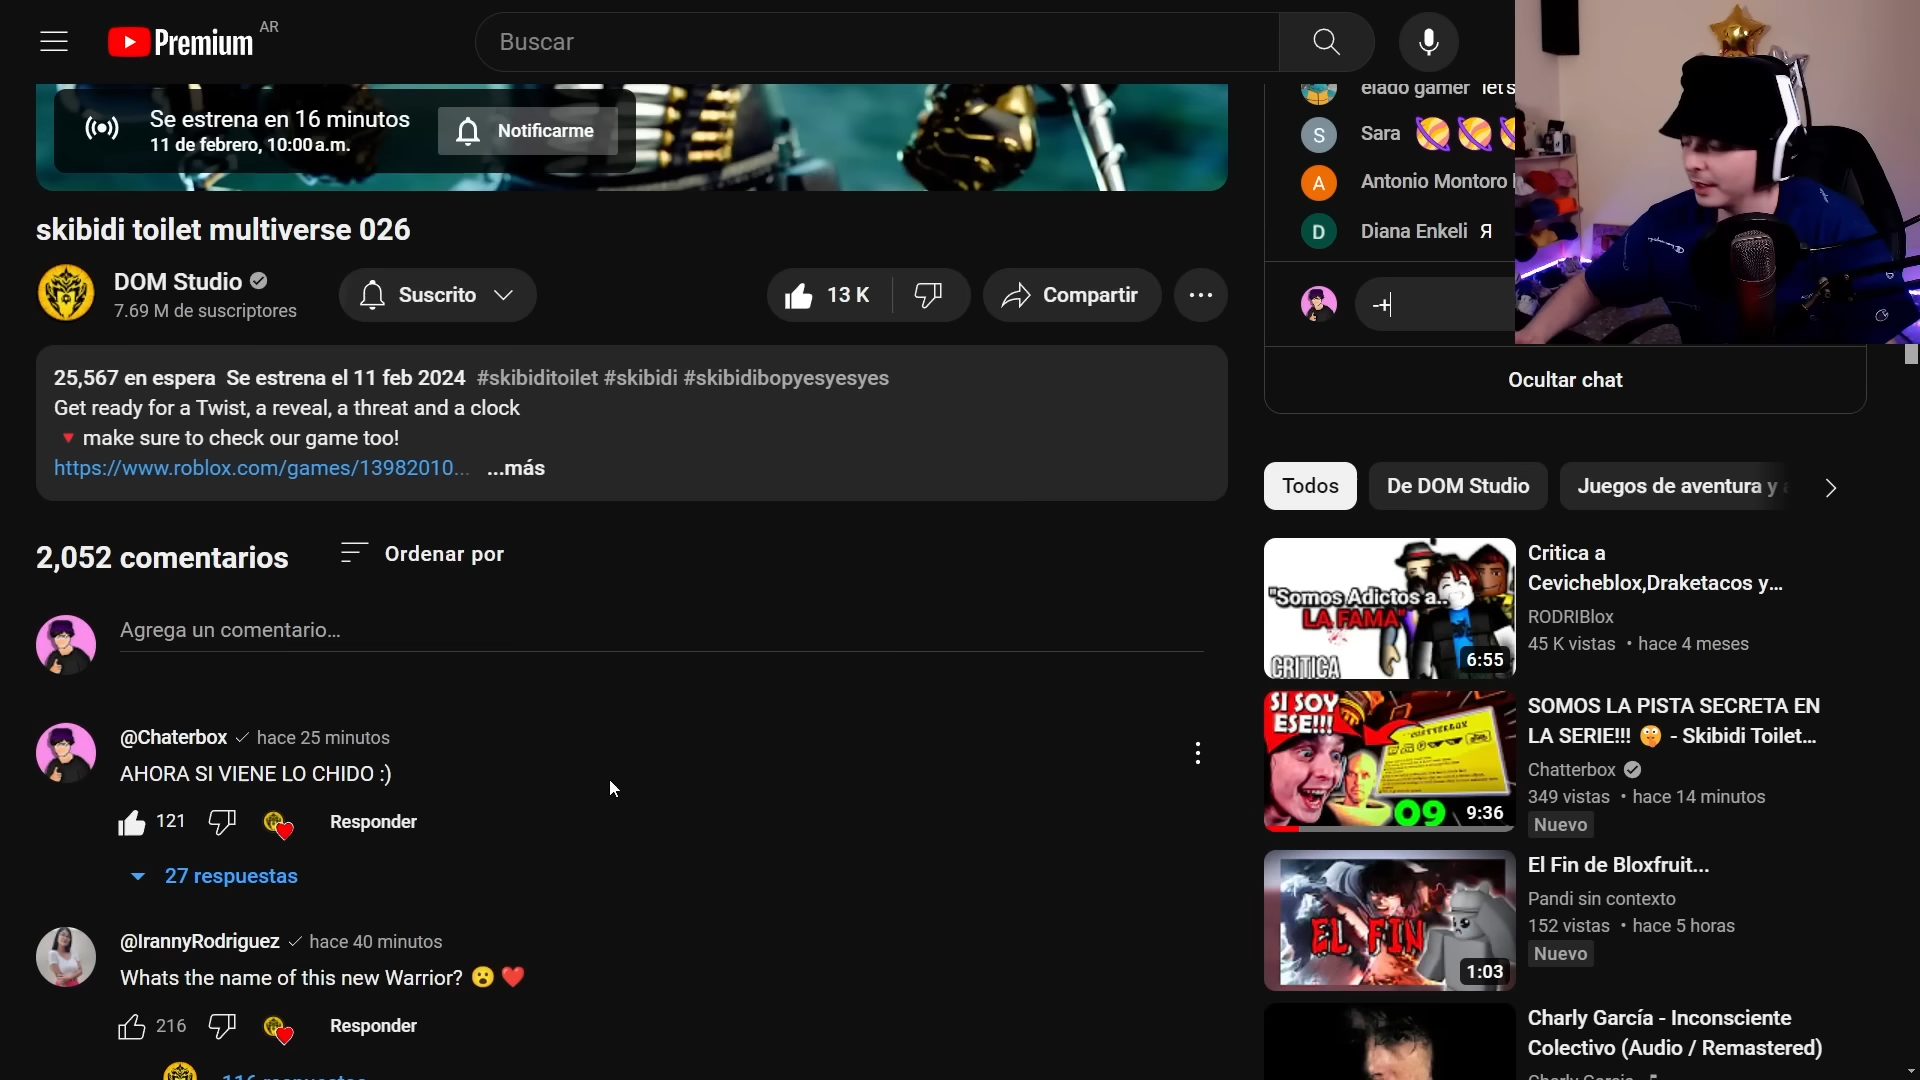 Premium AR
Buscar
Se estrena en 16 minutos
11 de febrero, 10:00 a.m.
Notificarme
skibidi toilet multiverse 026
DOM Studio
7.69 M de suscriptores
Suscrito
13 K
Compartir
25,567 en espera Se estrena el 11 feb 2024 #skibiditoilet #skibidi #skibidibopyesyesyes
Get ready for a Twist, a reveal, a threat and a clock
🔻make sure to check our game too!
https://www.roblox.com/games/13982010... ...más
2,052 comentarios
Ordenar por
Agrega un comentario...
@Chaterbox hace 25 minutos
AHORA SI VIENE LO CHIDO :)
121
Responder
27 respuestas
@IrannyRodriguez hace 40 minutos
Whats the name of this new Warrior? 😮 ❤️
216
Responder
116 respuestas
elado gamer let's
S Sara
A Antonio Montoro
D Diana Enkeli Я
-+
Ocultar chat
Todos
De DOM Studio
Juegos de aventura y
"Somos Adictos a..
LA FAMA"
CRITICA
6:55
Critica a
Cevicheblox,Draketacos y...
RODRIBlox
45 K vistas • hace 4 meses
SI SOY
ESE!!!
09
9:36
SOMOS LA PISTA SECRETA EN
LA SERIE!!! 🤫 - Skibidi Toilet...
Chatterbox
349 vistas • hace 14 minutos
Nuevo
EL FIN
1:03
El Fin de Bloxfruit...
Pandi sin contexto
152 vistas • hace 5 horas
Nuevo
Charly García - Inconsciente
Colectivo (Audio / Remastered)